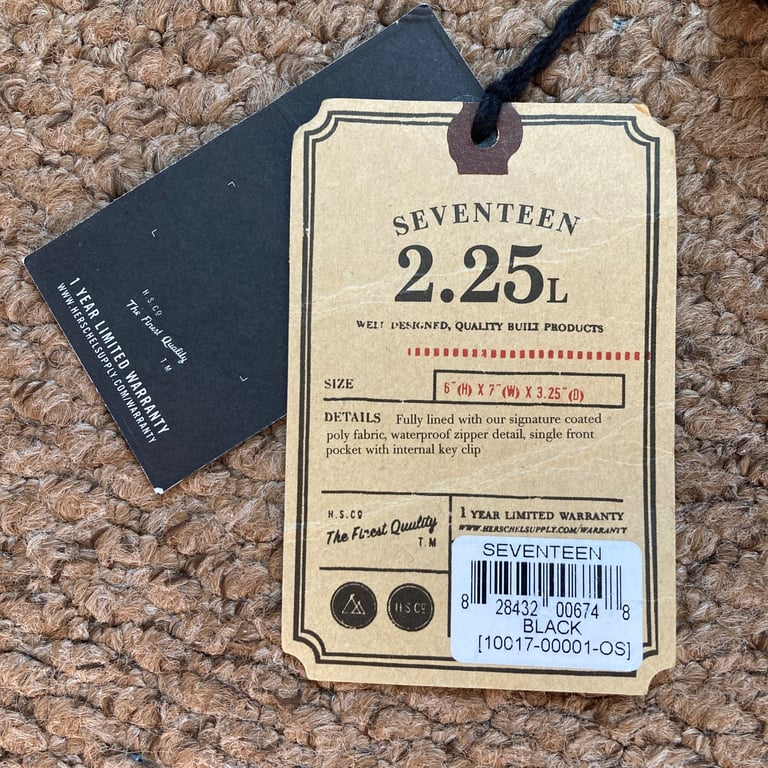 SEVENTEEN
2.25L
WELL DESIGNED, QUALITY BUILT PRODUCTS
SIZE
6"(H) X 7"(W) X 3.25"(D)
DETAILS Fully lined with our signature coated
poly fabric, waterproof zipper detail, single front
pocket with internal key clip
H.S.Co
The Finest Quality
T.M
1 YEAR LIMITED WARRANTY
WWW.HERSCHELSUPPLY.COM/WARRANTY
H S Co
SEVENTEEN
8 28432 00674 8
BLACK
[10017-00001-OS]
H.S.Co
The Finest Quality
T M
1 YEAR LIMITED WARRANTY
WWW.HERSCHELSUPPLY.COM/WARRANTY